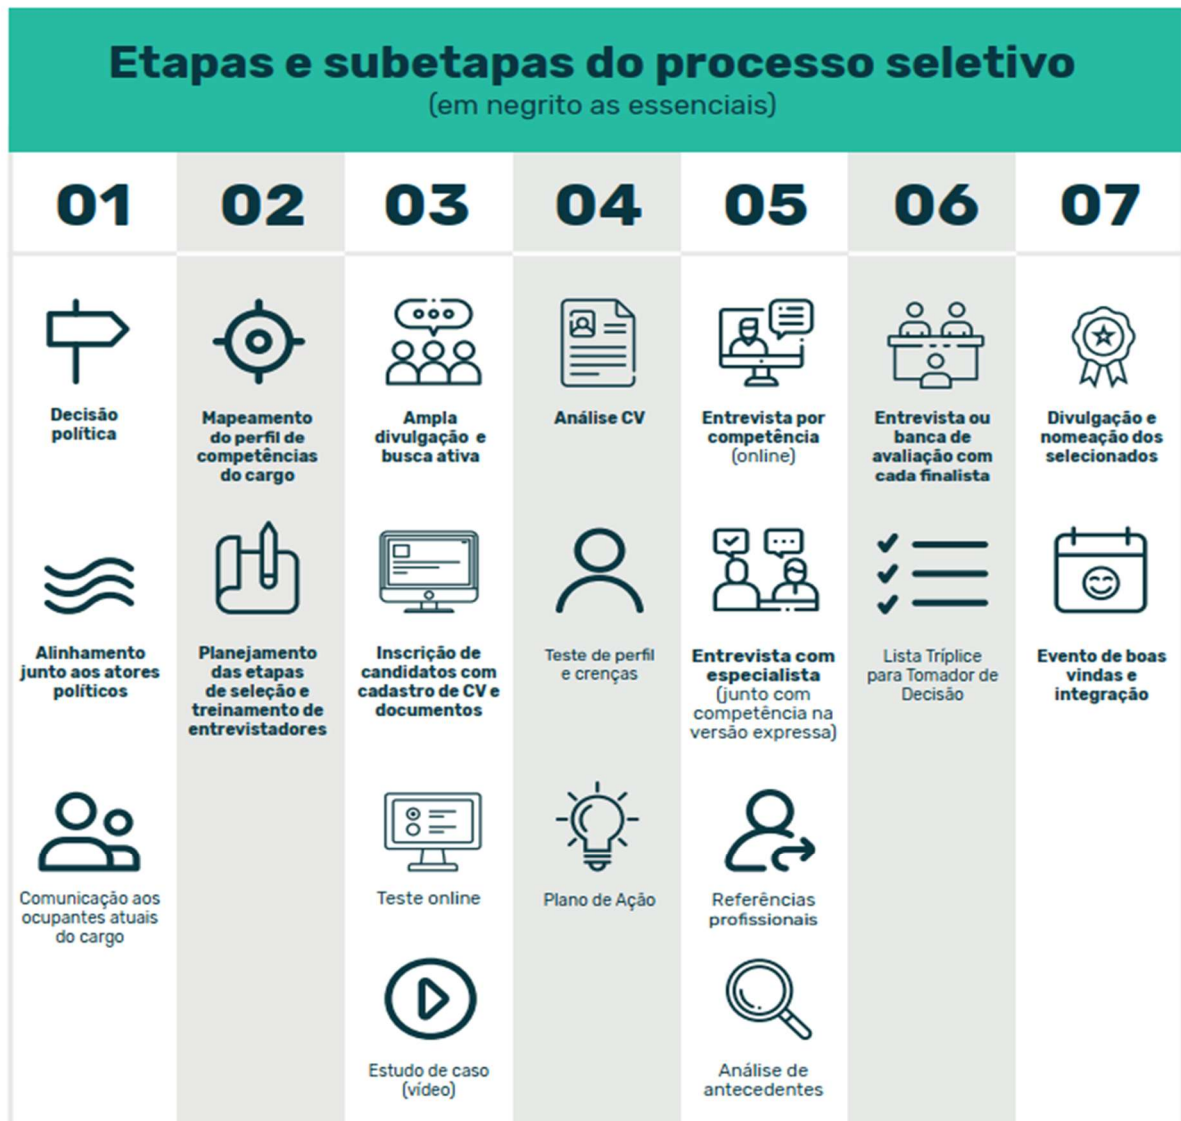 Etapas e subetapas do processo seletivo
(em negrito as essenciais)
01
02
03
04
05
06
07
Decisão
política
Mapeamento
do perfil de
competências
do cargo
Ampla
divulgação e
busca ativa
Análise CV
Entrevista por
competência
(online)
Entrevista ou
banca de
avaliação com
cada finalista
Divulgação e
nomeação dos
selecionados
Alinhamento
junto aos atores
políticos
Planejamento
das etapas
de seleção e
treinamento de
entrevistadores
Inscrição de
candidatos com
cadastro de CV e
documentos
Teste de perfil
e crenças
Entrevista com
especialista
(junto com
competência na
versão expressa)
Lista Tríplice
para Tomador de
Decisão
Evento de boas
vindas e
integração
Comunicação aos
ocupantes atuais
do cargo
Teste online
Plano de Ação
Referências
profissionais
Estudo de caso
(vídeo)
Análise de
antecedentes